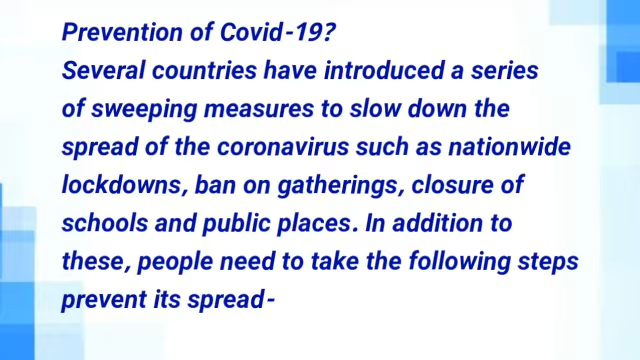 Prevention of Covid-19?
Several countries have introduced a series
of sweeping measures to slow down the
spread of the coronavirus such as nationwide
lockdowns, ban on gatherings, closure of
schools and public places. In addition to
these, people need to take the following steps
prevent its spread-